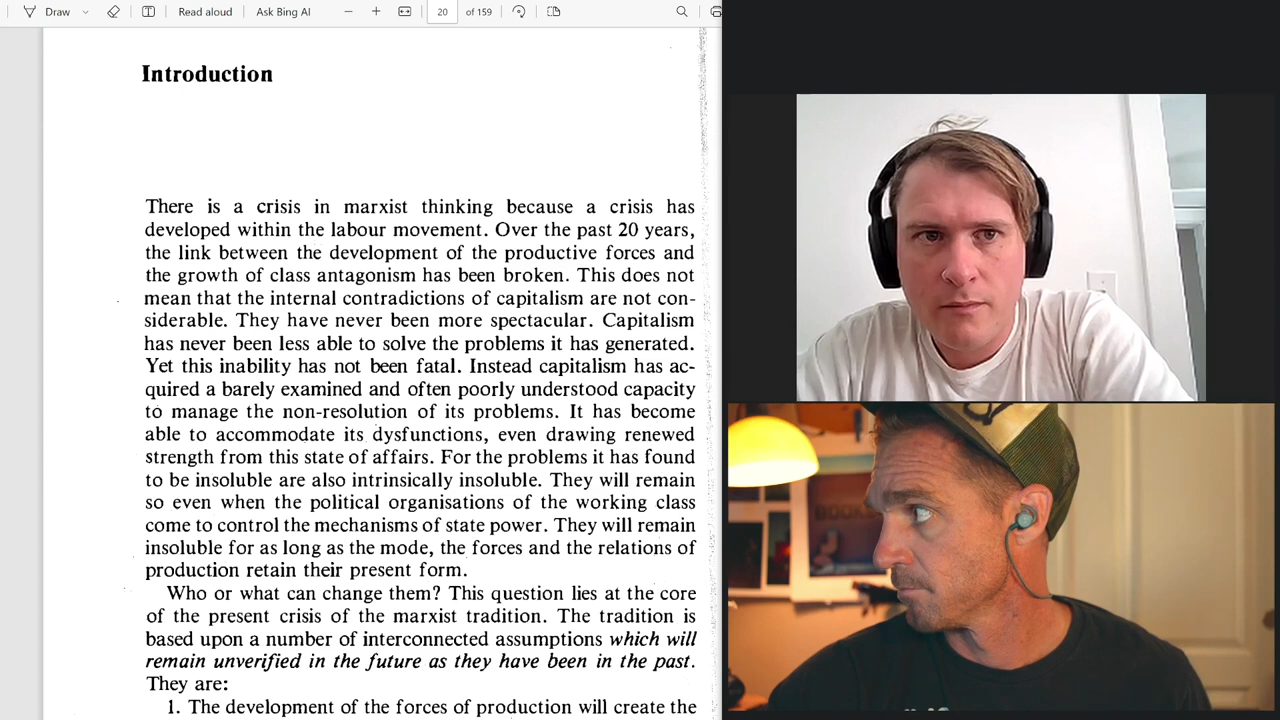 Draw
Read aloud
Ask Bing AI
20 of 159
Introduction
There is a crisis in marxist thinking because a crisis has
developed within the labour movement. Over the past 20 years,
the link between the development of the productive forces and
the growth of class antagonism has been broken. This does not
mean that the internal contradictions of capitalism are not con-
siderable. They have never been more spectacular. Capitalism
has never been less able to solve the problems it has generated.
Yet this inability has not been fatal. Instead capitalism has ac-
quired a barely examined and often poorly understood capacity
to manage the non-resolution of its problems. It has become
able to accommodate its dysfunctions, even drawing renewed
strength from this state of affairs. For the problems it has found
to be insoluble are also intrinsically insoluble. They will remain
so even when the political organisations of the working class
come to control the mechanisms of state power. They will remain
insoluble for as long as the mode, the forces and the relations of
production retain their present form.
Who or what can change them? This question lies at the core
of the present crisis of the marxist tradition. The tradition is
based upon a number of interconnected assumptions which will
remain unverified in the future as they have been in the past.
They are:
1. The development of the forces of production will create the